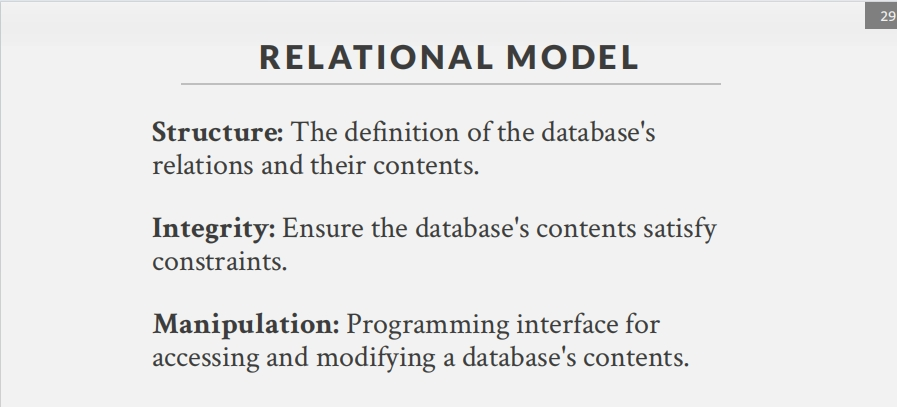 29
RELATIONAL MODEL
Structure: The definition of the database's
relations and their contents.
Integrity: Ensure the database's contents satisfy
constraints.
Manipulation: Programming interface for
accessing and modifying a database's contents.